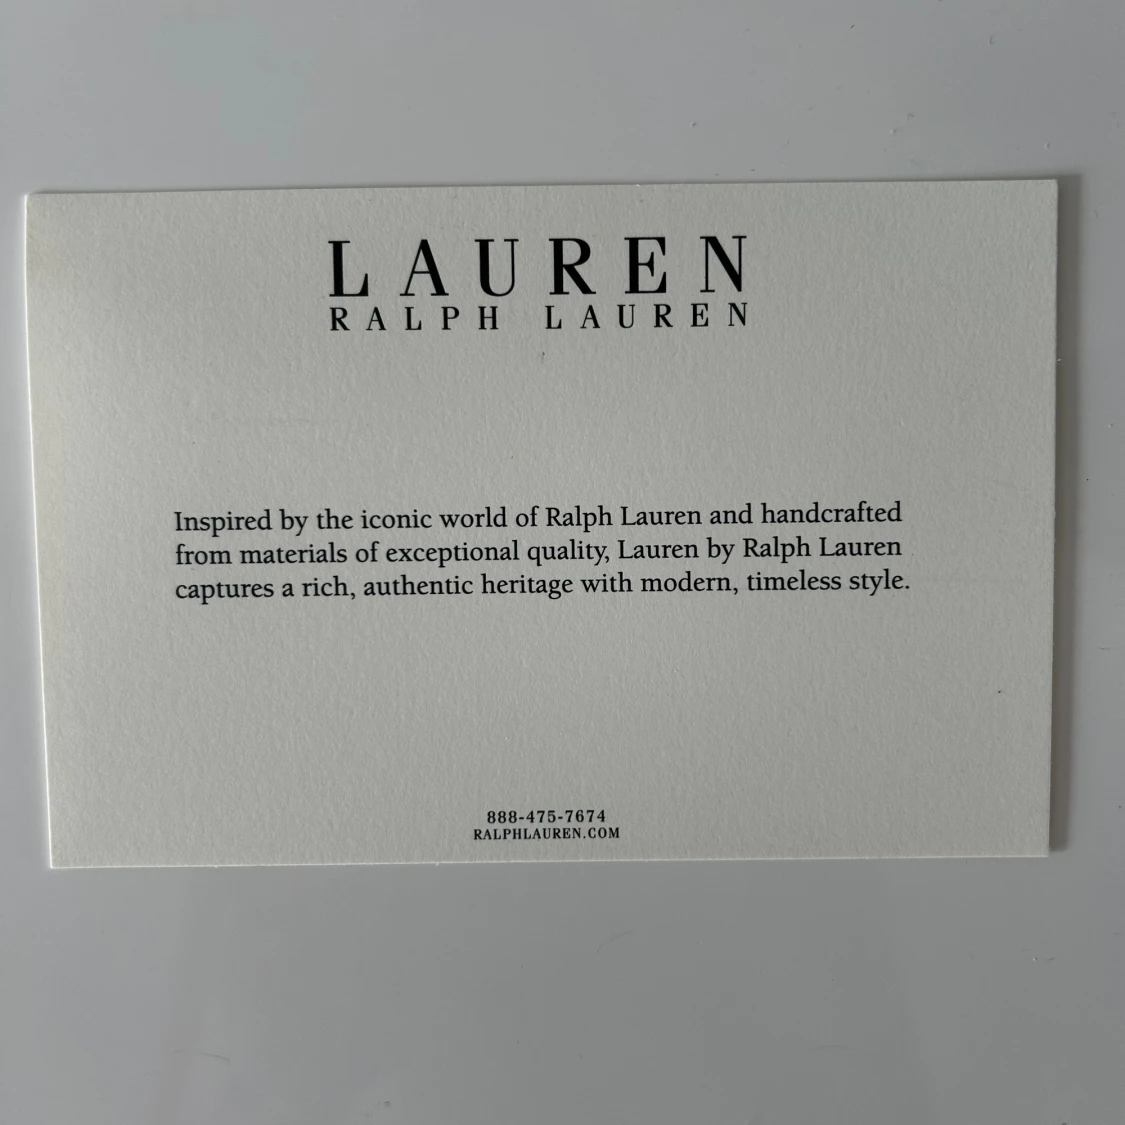 LAUREN
RALPH LAUREN
Inspired by the iconic world of Ralph Lauren and handcrafted
from materials of exceptional quality, Lauren by Ralph Lauren
captures a rich, authentic heritage with modern, timeless style.
888-475-7674
RALPHLAUREN.COM